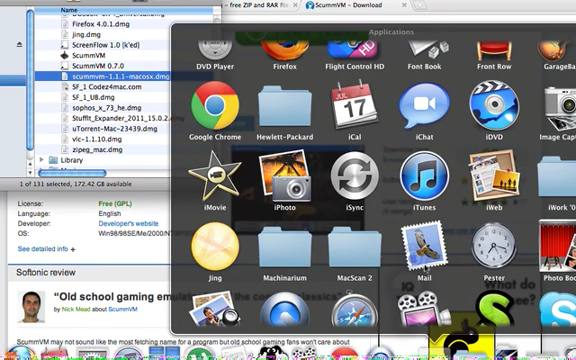 – free ZIP and RAR file
ScummVM – Download
Name
Firefox 4.0.1.dmg
jing.dmg
ScreenFlow 1.0 [k'ed]
ScummVM
ScummVM 0.7.0
scummvm-1.1.1-macosx.dmg
SF_1 Codez4mac.com
SF_1_UB.dmg
sophos_x_73_he.dmg
Stuffit_Expander_2011_15.0.2
uTorrent-Mac-23439.dmg
vlc-1.1.10.dmg
zipeg_mac.dmg
Library
1 of 131 selected, 172.42 GB available
Applications
DVD Player
Firefox
Flight Control HD
Font Book
Front Row
GarageBa
Google Chrome
Hewlett-Packard
JUL
17
iCal
iChat
iDVD
Image Capt
iMovie
iPhoto
iSync
iTunes
iWeb
iWork '0
Jing
Machinarium
MacScan 2
Mail
Pester
Photo Boo
License: Free (GPL)
Language: English
Developer: Developer's website
OS: Win98/98SE/Me/2000/N
See detailed info +
Softonic review
"Old school gaming emu
by Nick Mead about ScummVM
What do
ScummVM may not sound like the most fetching name for a program but old school gaming fans won't care about